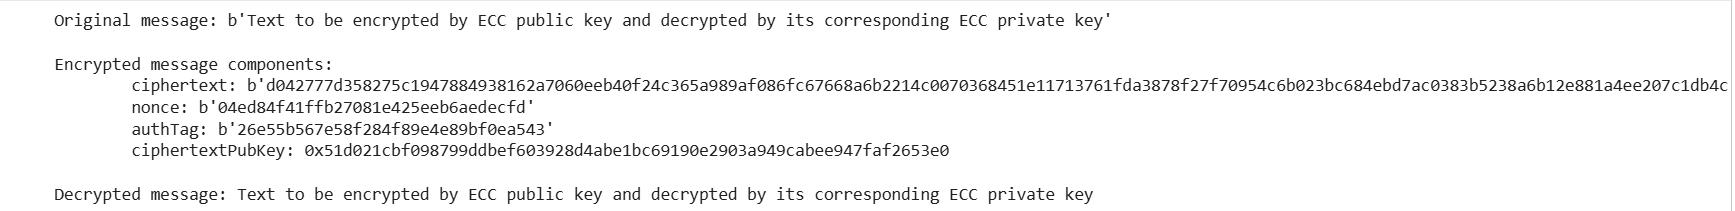 Original message: b'Text to be encrypted by ECC public key and decrypted by its corresponding ECC private key'
Encrypted message components:
ciphertext: b'd042777d358275c1947884938162a7060eeb40f24c365a989af086fc67668a6b2214c0070368451e11713761fda3878f27f70954c6b023bc684ebd7ac0383b5238a6b12e881a4ee207c1db4c
nonce: b'04ed84f41ffb27081e425eeb6aedecfd'
authTag: b'26e55b567e58f284f89e4e89bf0ea543'
ciphertextPubKey: 0x51d021cbf098799ddbef603928d4abe1bc69190e2903a949cabee947faf2653e0
Decrypted message: Text to be encrypted by ECC public key and decrypted by its corresponding ECC private key